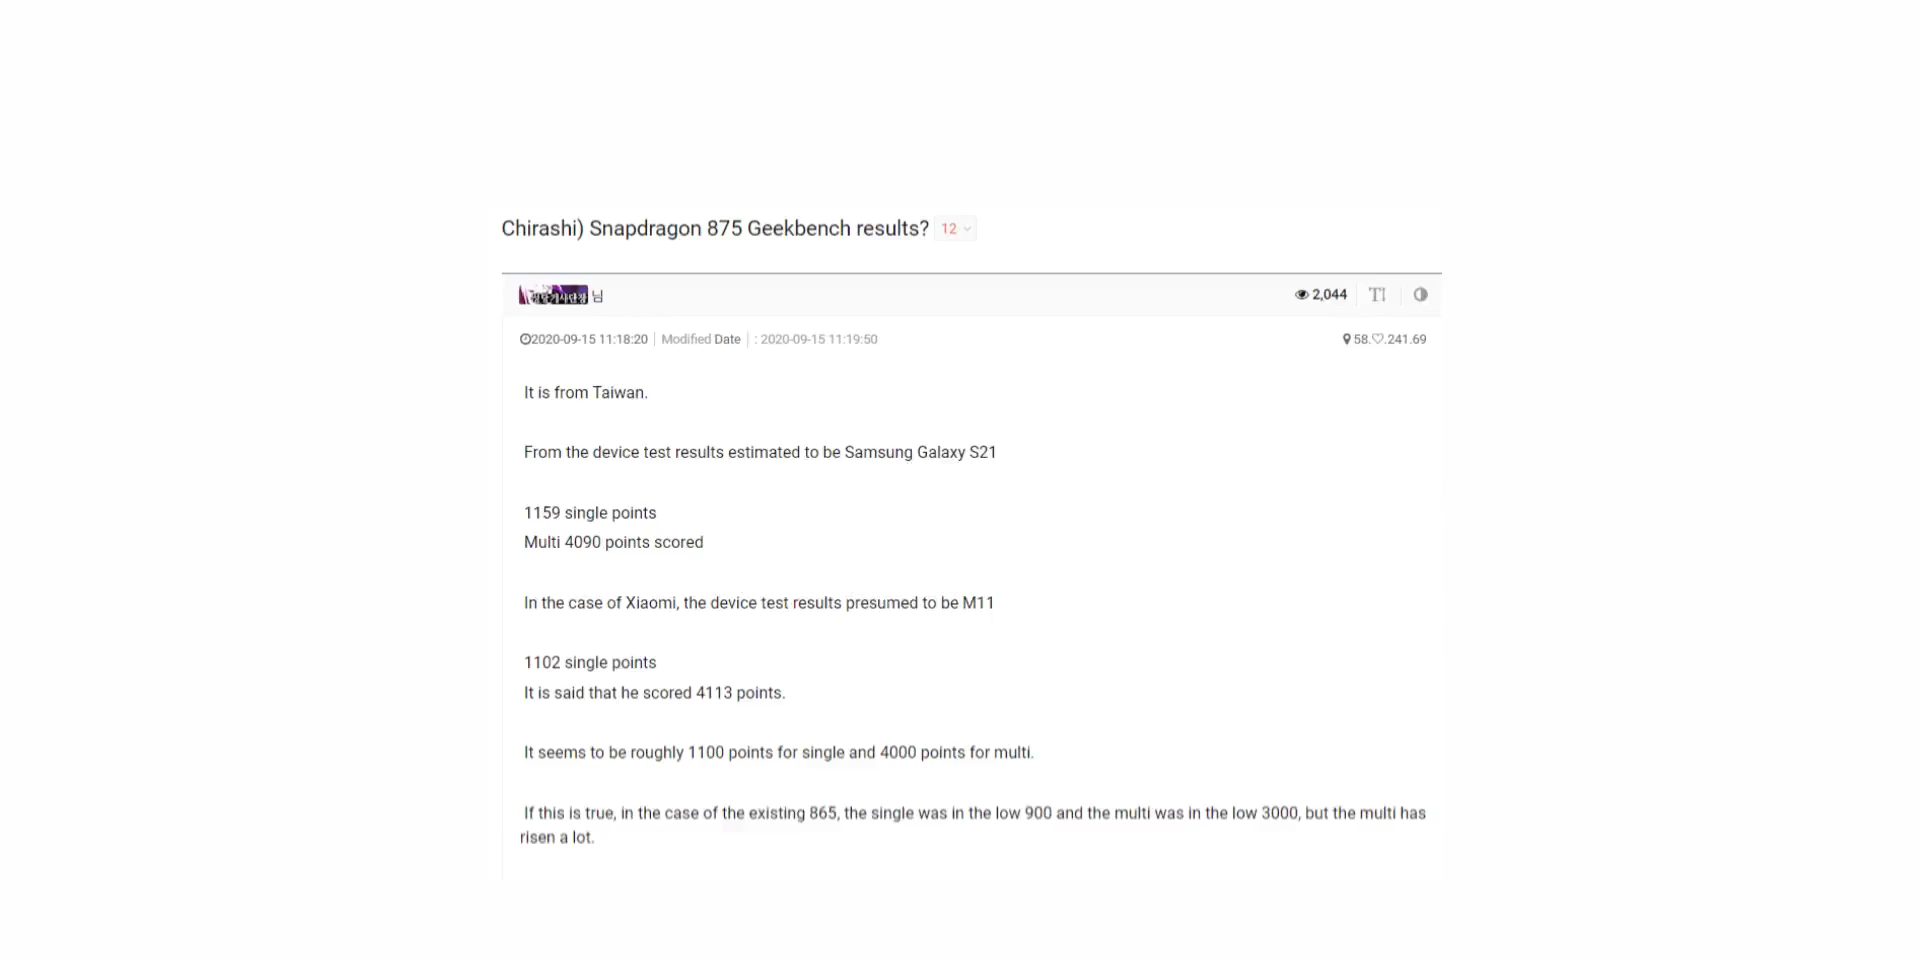 Chirashi) Snapdragon 875 Geekbench results? 12
님
2,044
2020-09-15 11:18:20 | Modified Date | : 2020-09-15 11:19:50
58.♡.241.69
It is from Taiwan.
From the device test results estimated to be Samsung Galaxy S21
1159 single points
Multi 4090 points scored
In the case of Xiaomi, the device test results presumed to be M11
1102 single points
It is said that he scored 4113 points.
It seems to be roughly 1100 points for single and 4000 points for multi.
If this is true, in the case of the existing 865, the single was in the low 900 and the multi was in the low 3000, but the multi has
risen a lot.